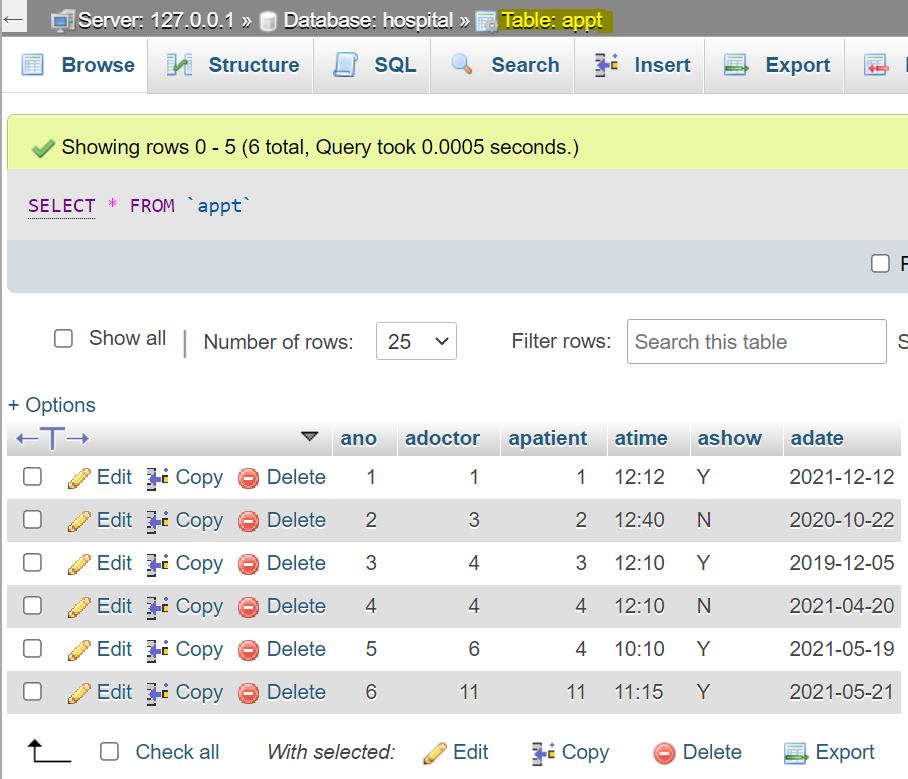 Server: 127.0.0.1 » Database: hospital » Table: appt
Browse Structure SQL Search Insert Export
Showing rows 0 - 5 (6 total, Query took 0.0005 seconds.)
SELECT * FROM `appt`
Show all | Number of rows: 25 Filter rows: Search this table
+ Options
ano adoctor apatient atime ashow adate
Edit Copy Delete 1 1 1 12:12 Y 2021-12-12
Edit Copy Delete 2 3 2 12:40 N 2020-10-22
Edit Copy Delete 3 4 3 12:10 Y 2019-12-05
Edit Copy Delete 4 4 4 12:10 N 2021-04-20
Edit Copy Delete 5 6 4 10:10 Y 2021-05-19
Edit Copy Delete 6 11 11 11:15 Y 2021-05-21
Check all With selected: Edit Copy Delete Export